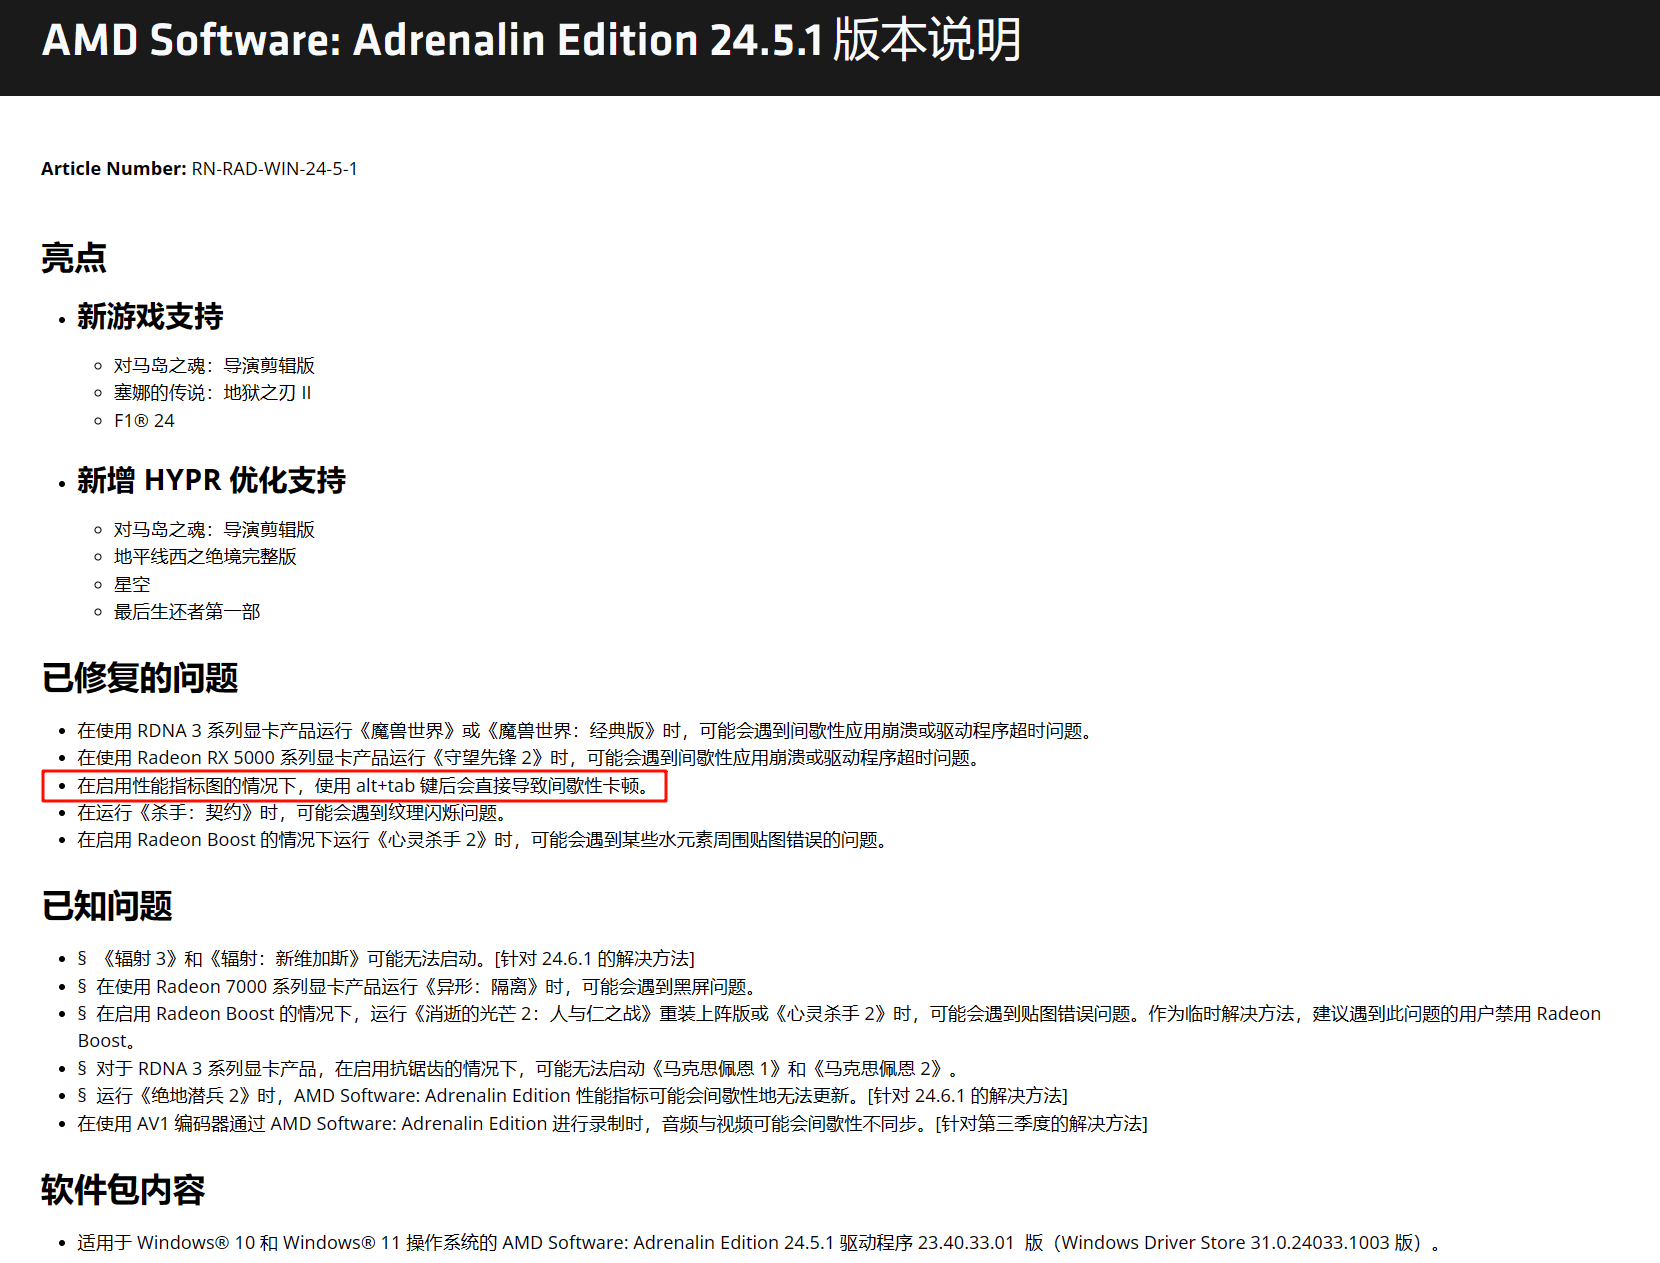 AMD Software: Adrenalin Edition 24.5.1 版本说明
Article Number: RN-RAD-WIN-24-5-1
亮点
新游戏支持
对马岛之魂：导演剪辑版
塞娜的传说：地狱之刃 II
F1® 24
新增 HYPR 优化支持
对马岛之魂：导演剪辑版
地平线西之绝境完整版
星空
最后生还者第一部
已修复的问题
在使用 RDNA 3 系列显卡产品运行《魔兽世界》或《魔兽世界：经典版》时，可能会遇到间歇性应用崩溃或驱动程序超时问题。
在使用 Radeon RX 5000 系列显卡产品运行《守望先锋 2》时，可能会遇到间歇性应用崩溃或驱动程序超时问题。
在启用性能指标图的情况下，使用 alt+tab 键后会直接导致间歇性卡顿。
在运行《杀手：契约》时，可能会遇到纹理闪烁问题。
在启用 Radeon Boost 的情况下运行《心灵杀手 2》时，可能会遇到某些水元素周围贴图错误的问题。
已知问题
§ 《辐射 3》和《辐射：新维加斯》可能无法启动。[针对 24.6.1 的解决方法]
§ 在使用 Radeon 7000 系列显卡产品运行《异形：隔离》时，可能会遇到黑屏问题。
§ 在启用 Radeon Boost 的情况下，运行《消逝的光芒 2：人与仁之战》重装上阵版或《心灵杀手 2》时，可能会遇到贴图错误问题。作为临时解决方法，建议遇到此问题的用户禁用 Radeon
Boost。
§ 对于 RDNA 3 系列显卡产品，在启用抗锯齿的情况下，可能无法启动《马克思佩恩 1》和《马克思佩恩 2》。
§ 运行《绝地潜兵 2》时，AMD Software: Adrenalin Edition 性能指标可能会间歇性地无法更新。[针对 24.6.1 的解决方法]
在使用 AV1 编码器通过 AMD Software: Adrenalin Edition 进行录制时，音频与视频可能会间歇性不同步。[针对第三季度的解决方法]
软件包内容
适用于 Windows® 10 和 Windows® 11 操作系统的 AMD Software: Adrenalin Edition 24.5.1 驱动程序 23.40.33.01 版（Windows Driver Store 31.0.24033.1003 版）。